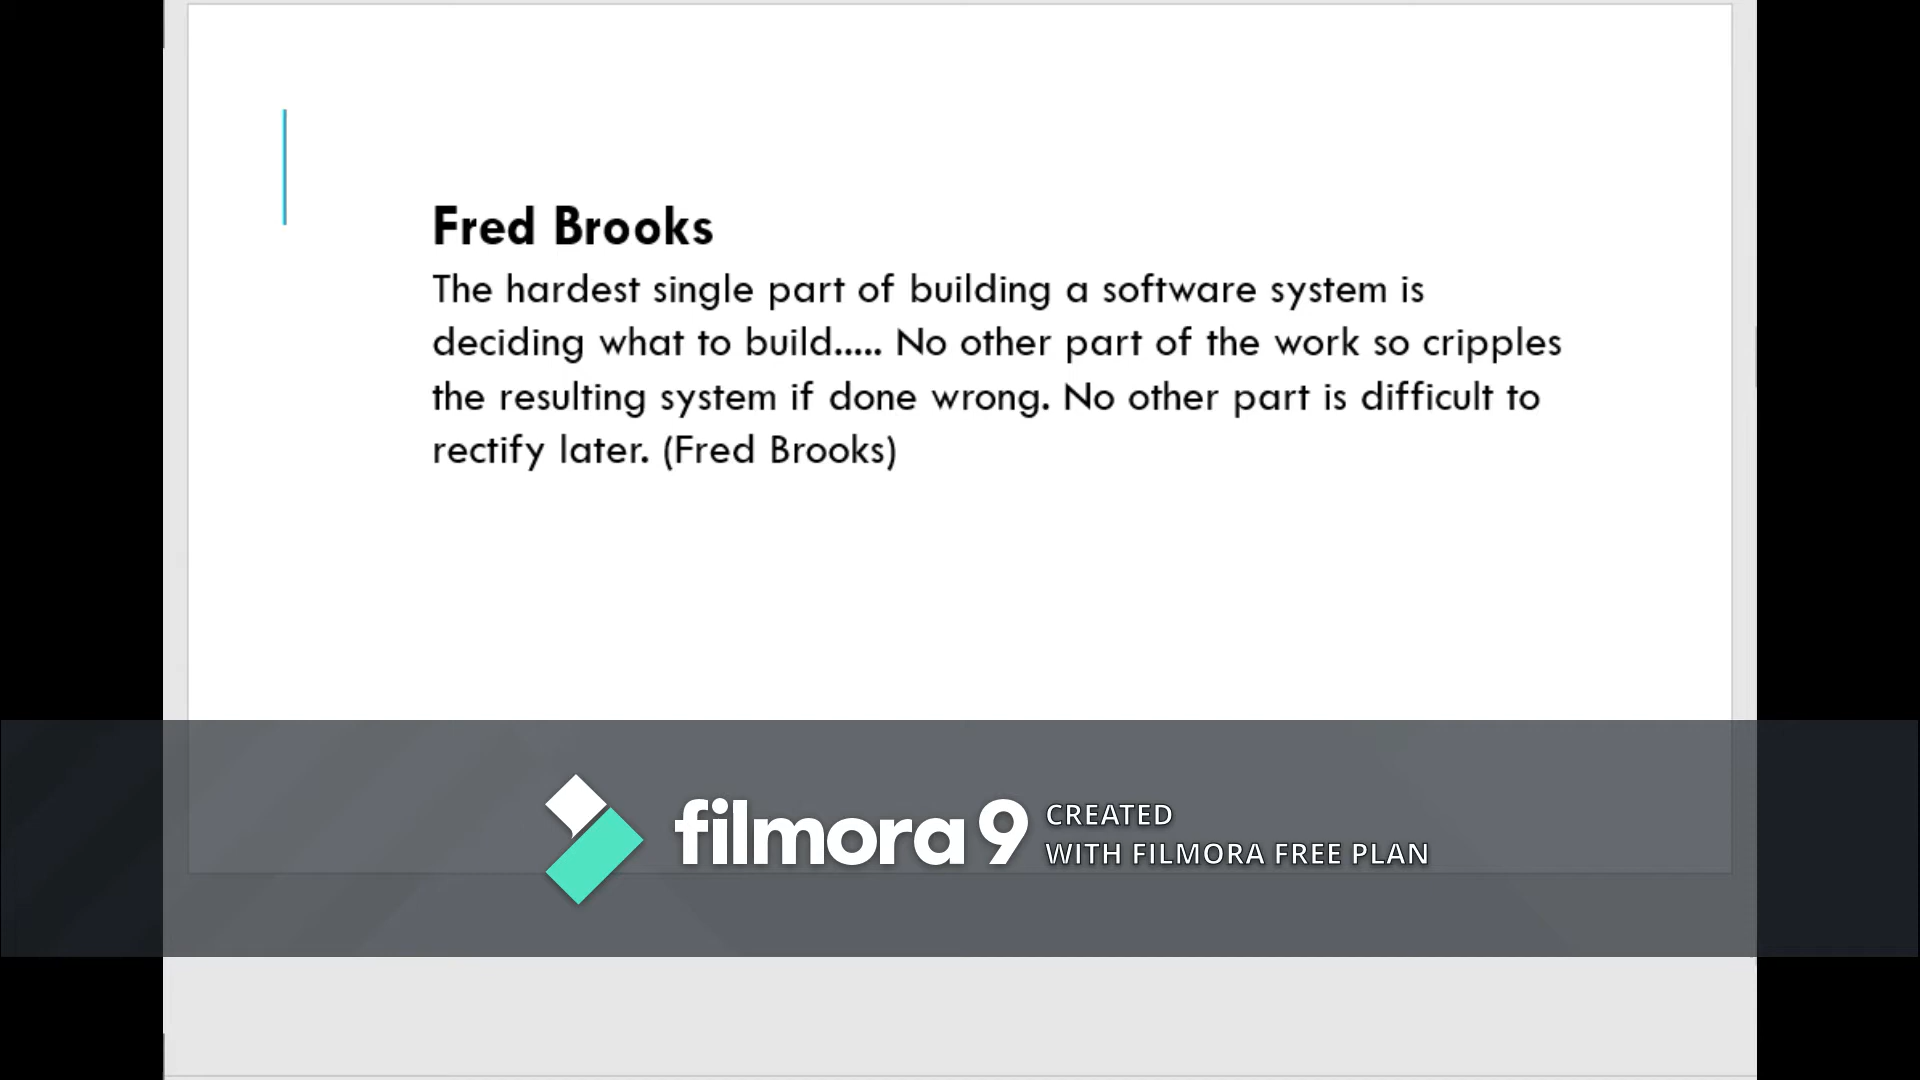 Fred Brooks
The hardest single part of building a software system is
deciding what to build..... No other part of the work so cripples
the resulting system if done wrong. No other part is difficult to
rectify later. (Fred Brooks)
filmora9 CREATED
WITH FILMORA FREE PLAN